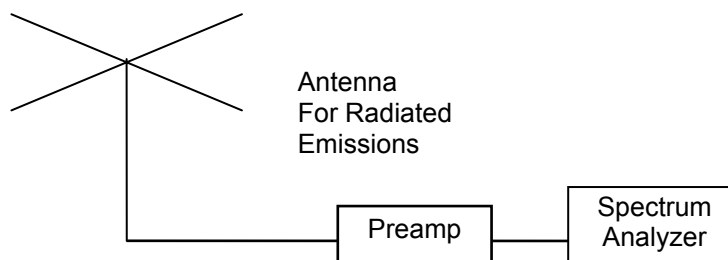 Antenna
For Radiated
Emissions
Preamp
Spectrum
Analyzer